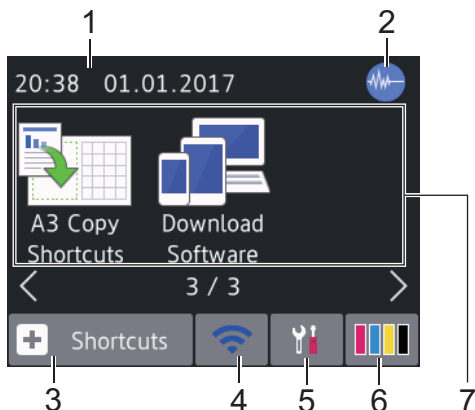 1
2
20:38 01.01.2017
A3 Copy
Shortcuts
Download
Software
3 / 3
Shortcuts
3
4
5
6
7